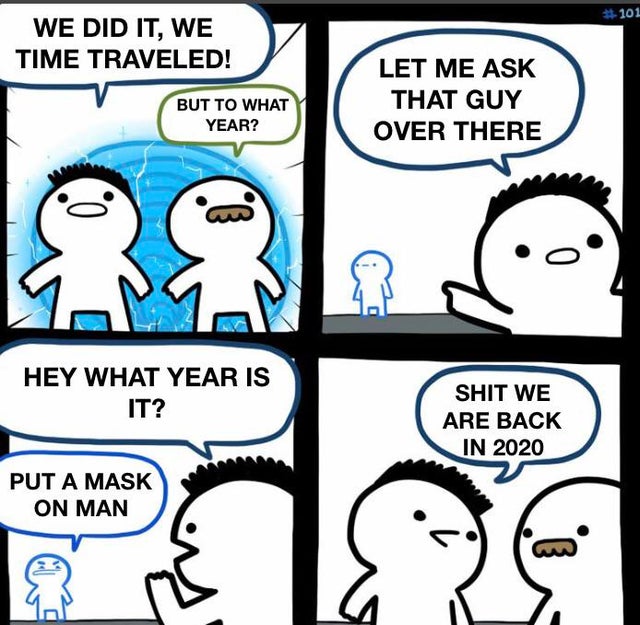 WE DID IT, WE
TIME TRAVELED!
BUT TO WHAT
YEAR?
#101
LET ME ASK
THAT GUY
OVER THERE
HEY WHAT YEAR IS
IT?
PUT A MASK
ON MAN
SHIT WE
ARE BACK
IN 2020